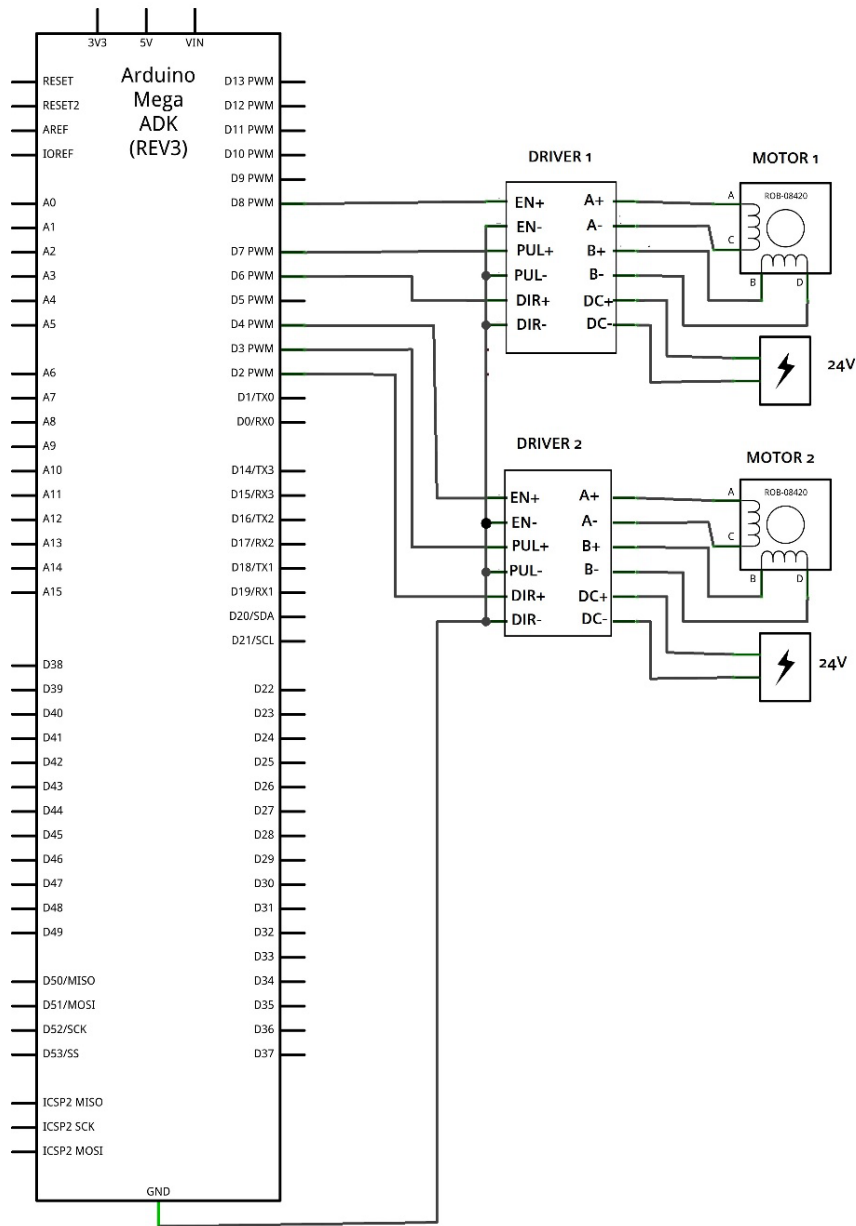 3V3 5V VIN
Arduino
Mega
ADK
(REV3)
RESET
RESET2
AREF
IOREF
A0
A1
A2
A3
A4
A5
A6
A7
A8
A9
A10
A11
A12
A13
A14
A15
D38
D39
D40
D41
D42
D43
D44
D45
D46
D47
D48
D49
D50/MISO
D51/MOSI
D52/SCK
D53/SS
ICSP2 MISO
ICSP2 SCK
ICSP2 MOSI
D13 PWM
D12 PWM
D11 PWM
D10 PWM
D9 PWM
D8 PWM
D7 PWM
D6 PWM
D5 PWM
D4 PWM
D3 PWM
D2 PWM
D1/TX0
D0/RX0
D14/TX3
D15/RX3
D16/TX2
D17/RX2
D18/TX1
D19/RX1
D20/SDA
D21/SCL
D22
D23
D24
D25
D26
D27
D28
D29
D30
D31
D32
D33
D34
D35
D36
D37
GND
DRIVER 1
EN+ A+
EN- A-
PUL+ B+
PUL- B-
DIR+ DC+
DIR- DC-
MOTOR 1
ROB-08420
A
C
B D
24V
DRIVER 2
EN+ A+
EN- A-
PUL+ B+
PUL- B-
DIR+ DC+
DIR- DC-
MOTOR 2
ROB-08420
A
C
B D
24V